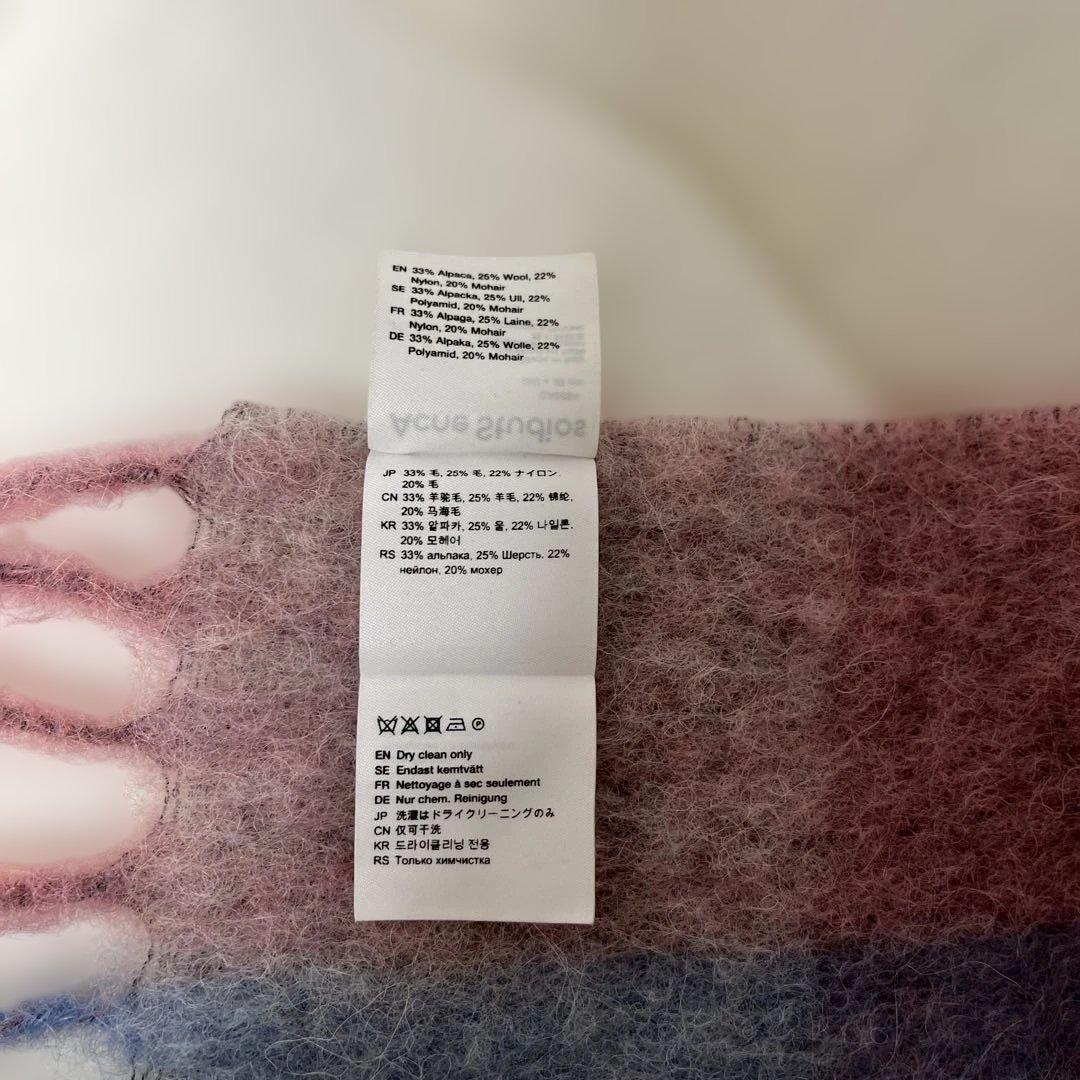 EN 33% Alpaca, 25% Wool, 22%
Nylon, 20% Mohair
SE 33% Alpacka, 25% Ull, 22%
Polyamid, 20% Mohair
FR 33% Alpaga, 25% Laine, 22%
Nylon, 20% Mohair
DE 33% Alpaka, 25% Wolle, 22%
Polyamid, 20% Mohair
Acne Studios
JP 33% 毛, 25% 毛, 22% ナイロン,
20% 毛
CN 33% 羊驼毛, 25% 羊毛, 22% 锦纶,
20% 马海毛
KR 33% 알파카, 25% 울, 22% 나일론,
20% 모헤어
RS 33% альпака, 25% Шерсть. 22%
нейлон, 20% мохер
P
EN Dry clean only
SE Endast kemtvätt
FR Nettoyage à sec seulement
DE Nur chem. Reinigung
JP 洗濯はドライクリーニングのみ
CN 仅可干洗
KR 드라이클리닝 전용
RS Только химчистка